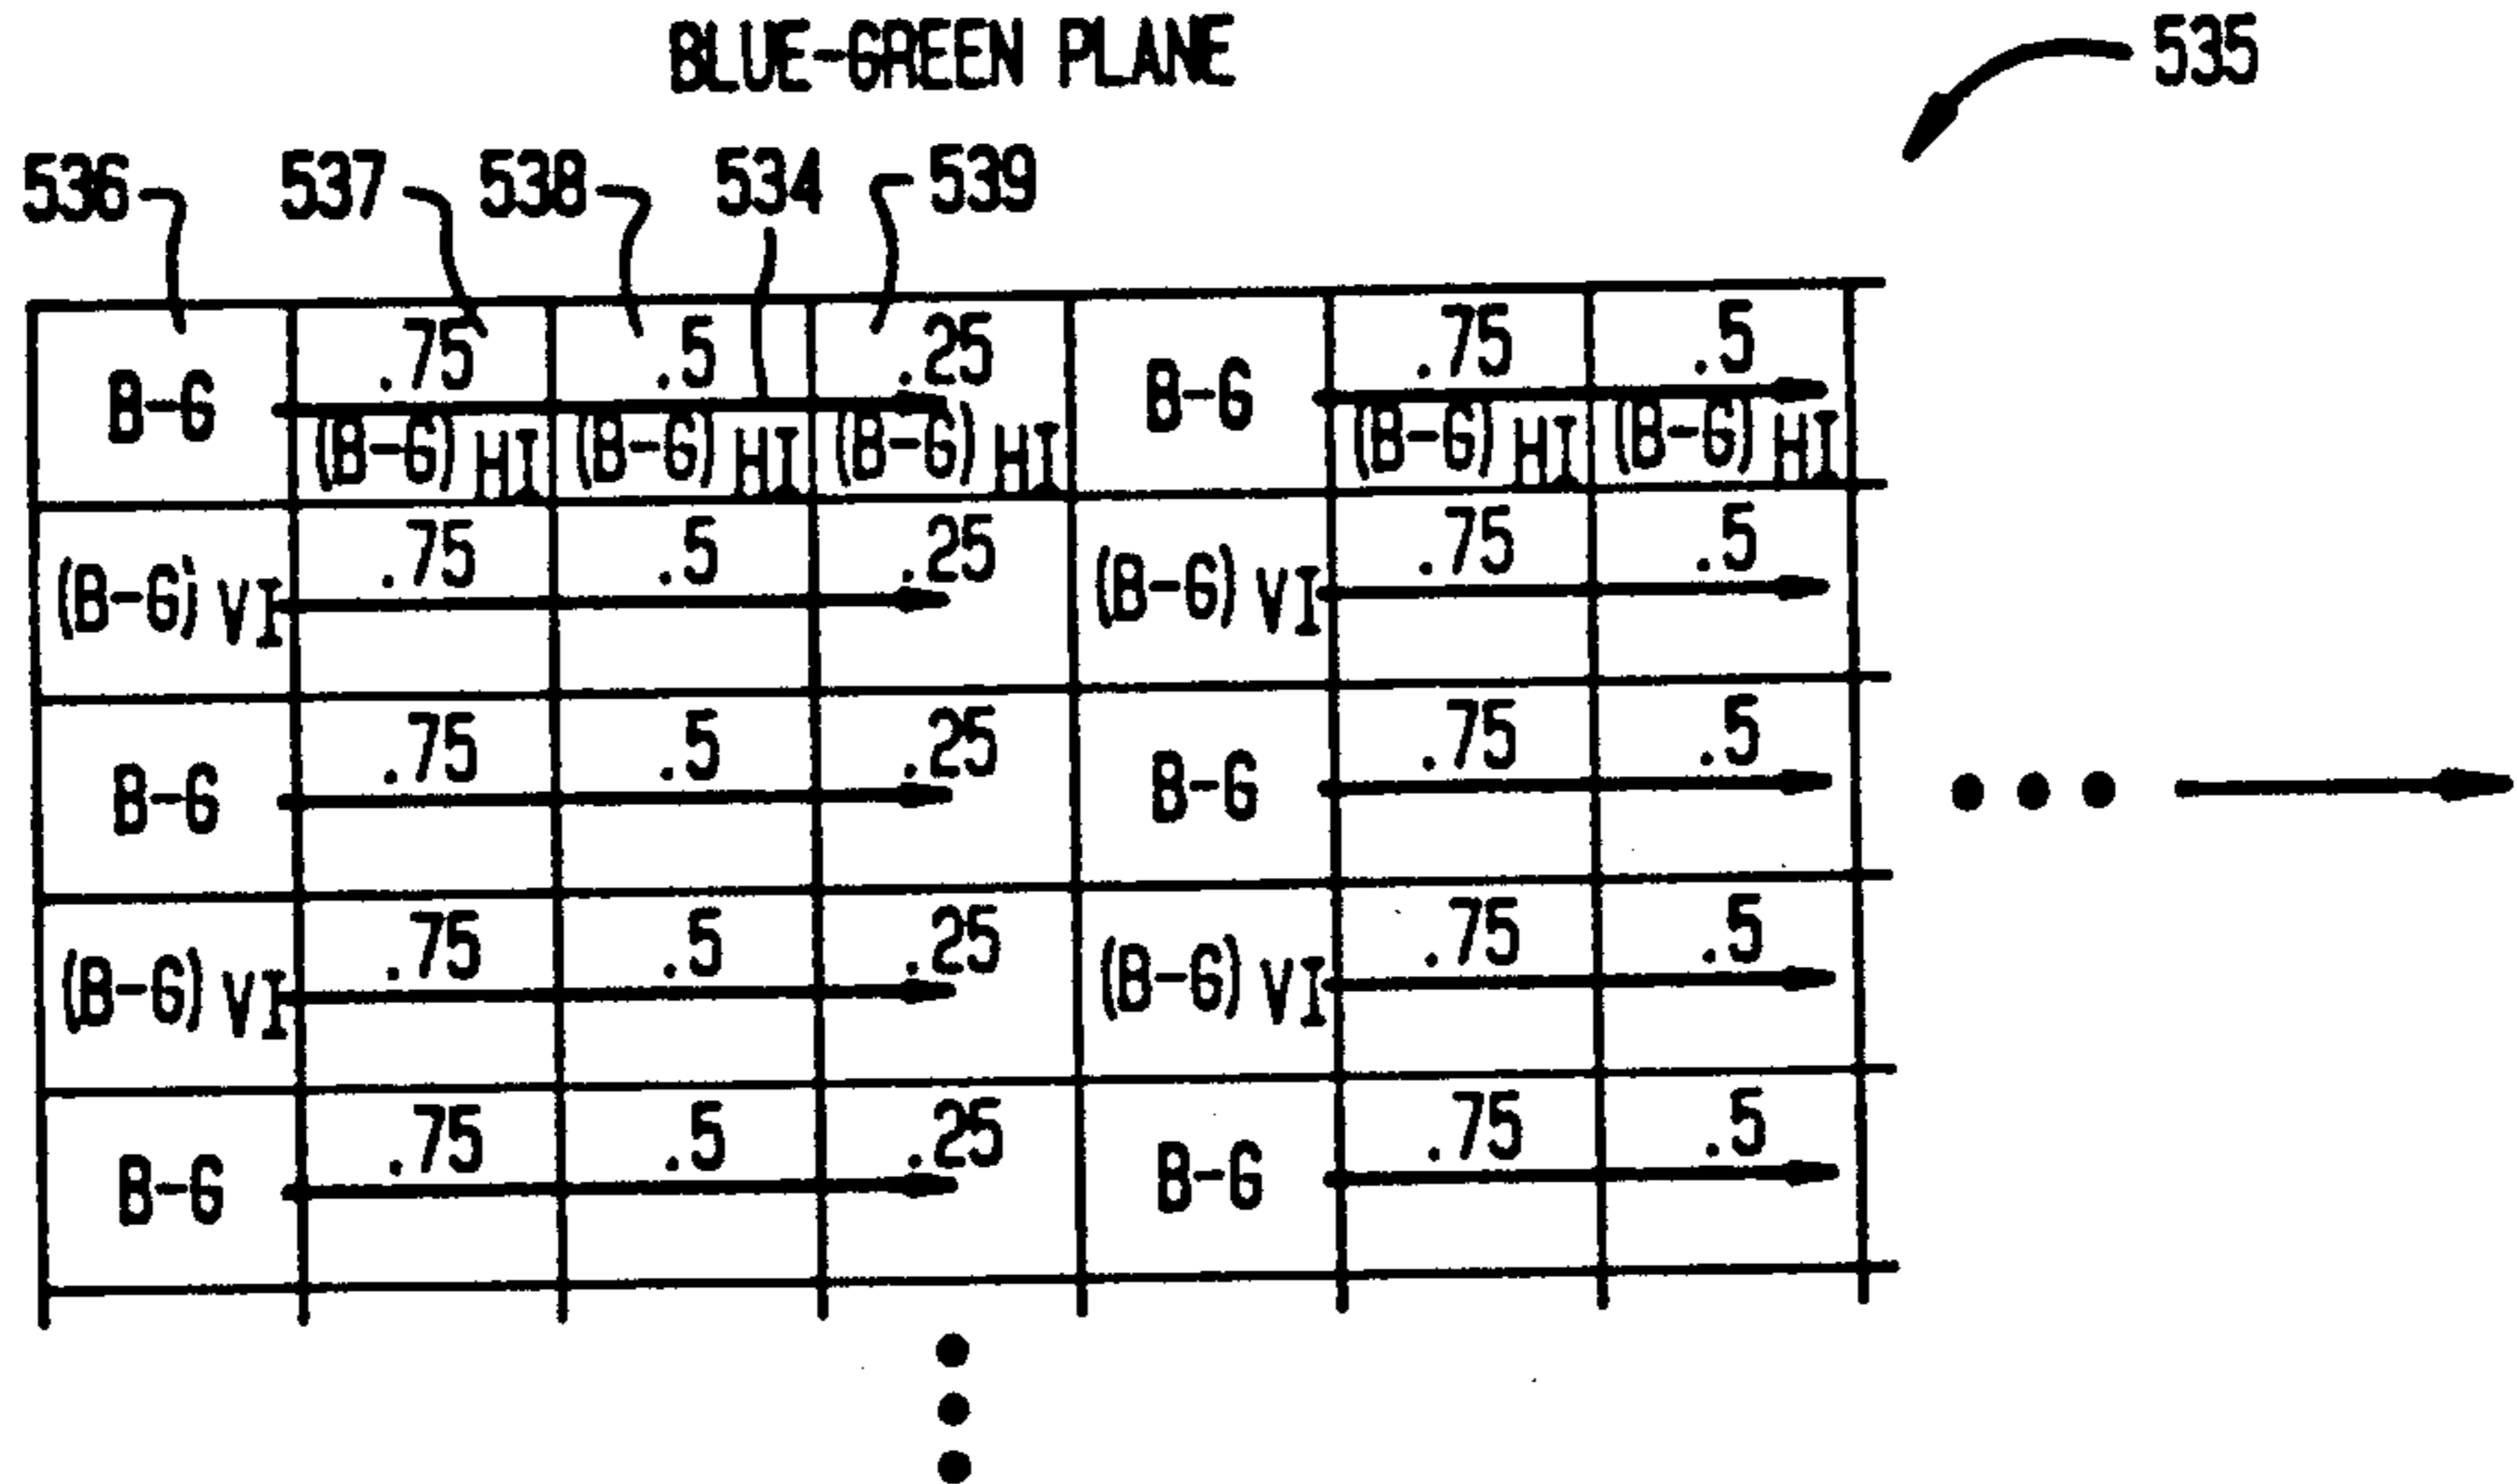 BLUE-GREEN PLANE
535
536 537 538 534 539
B-G .75 .5 .25 B-G .75 .5
(B-G) HI (B-G) HI (B-G) HI (B-G) HI (B-G) HI
(B-G) VI .75 .5 .25 (B-G) VI .75 .5
B-G .75 .5 .25 B-G .75 .5
(B-G) VI .75 .5 .25 (B-G) VI .75 .5
B-G .75 .5 .25 B-G .75 .5